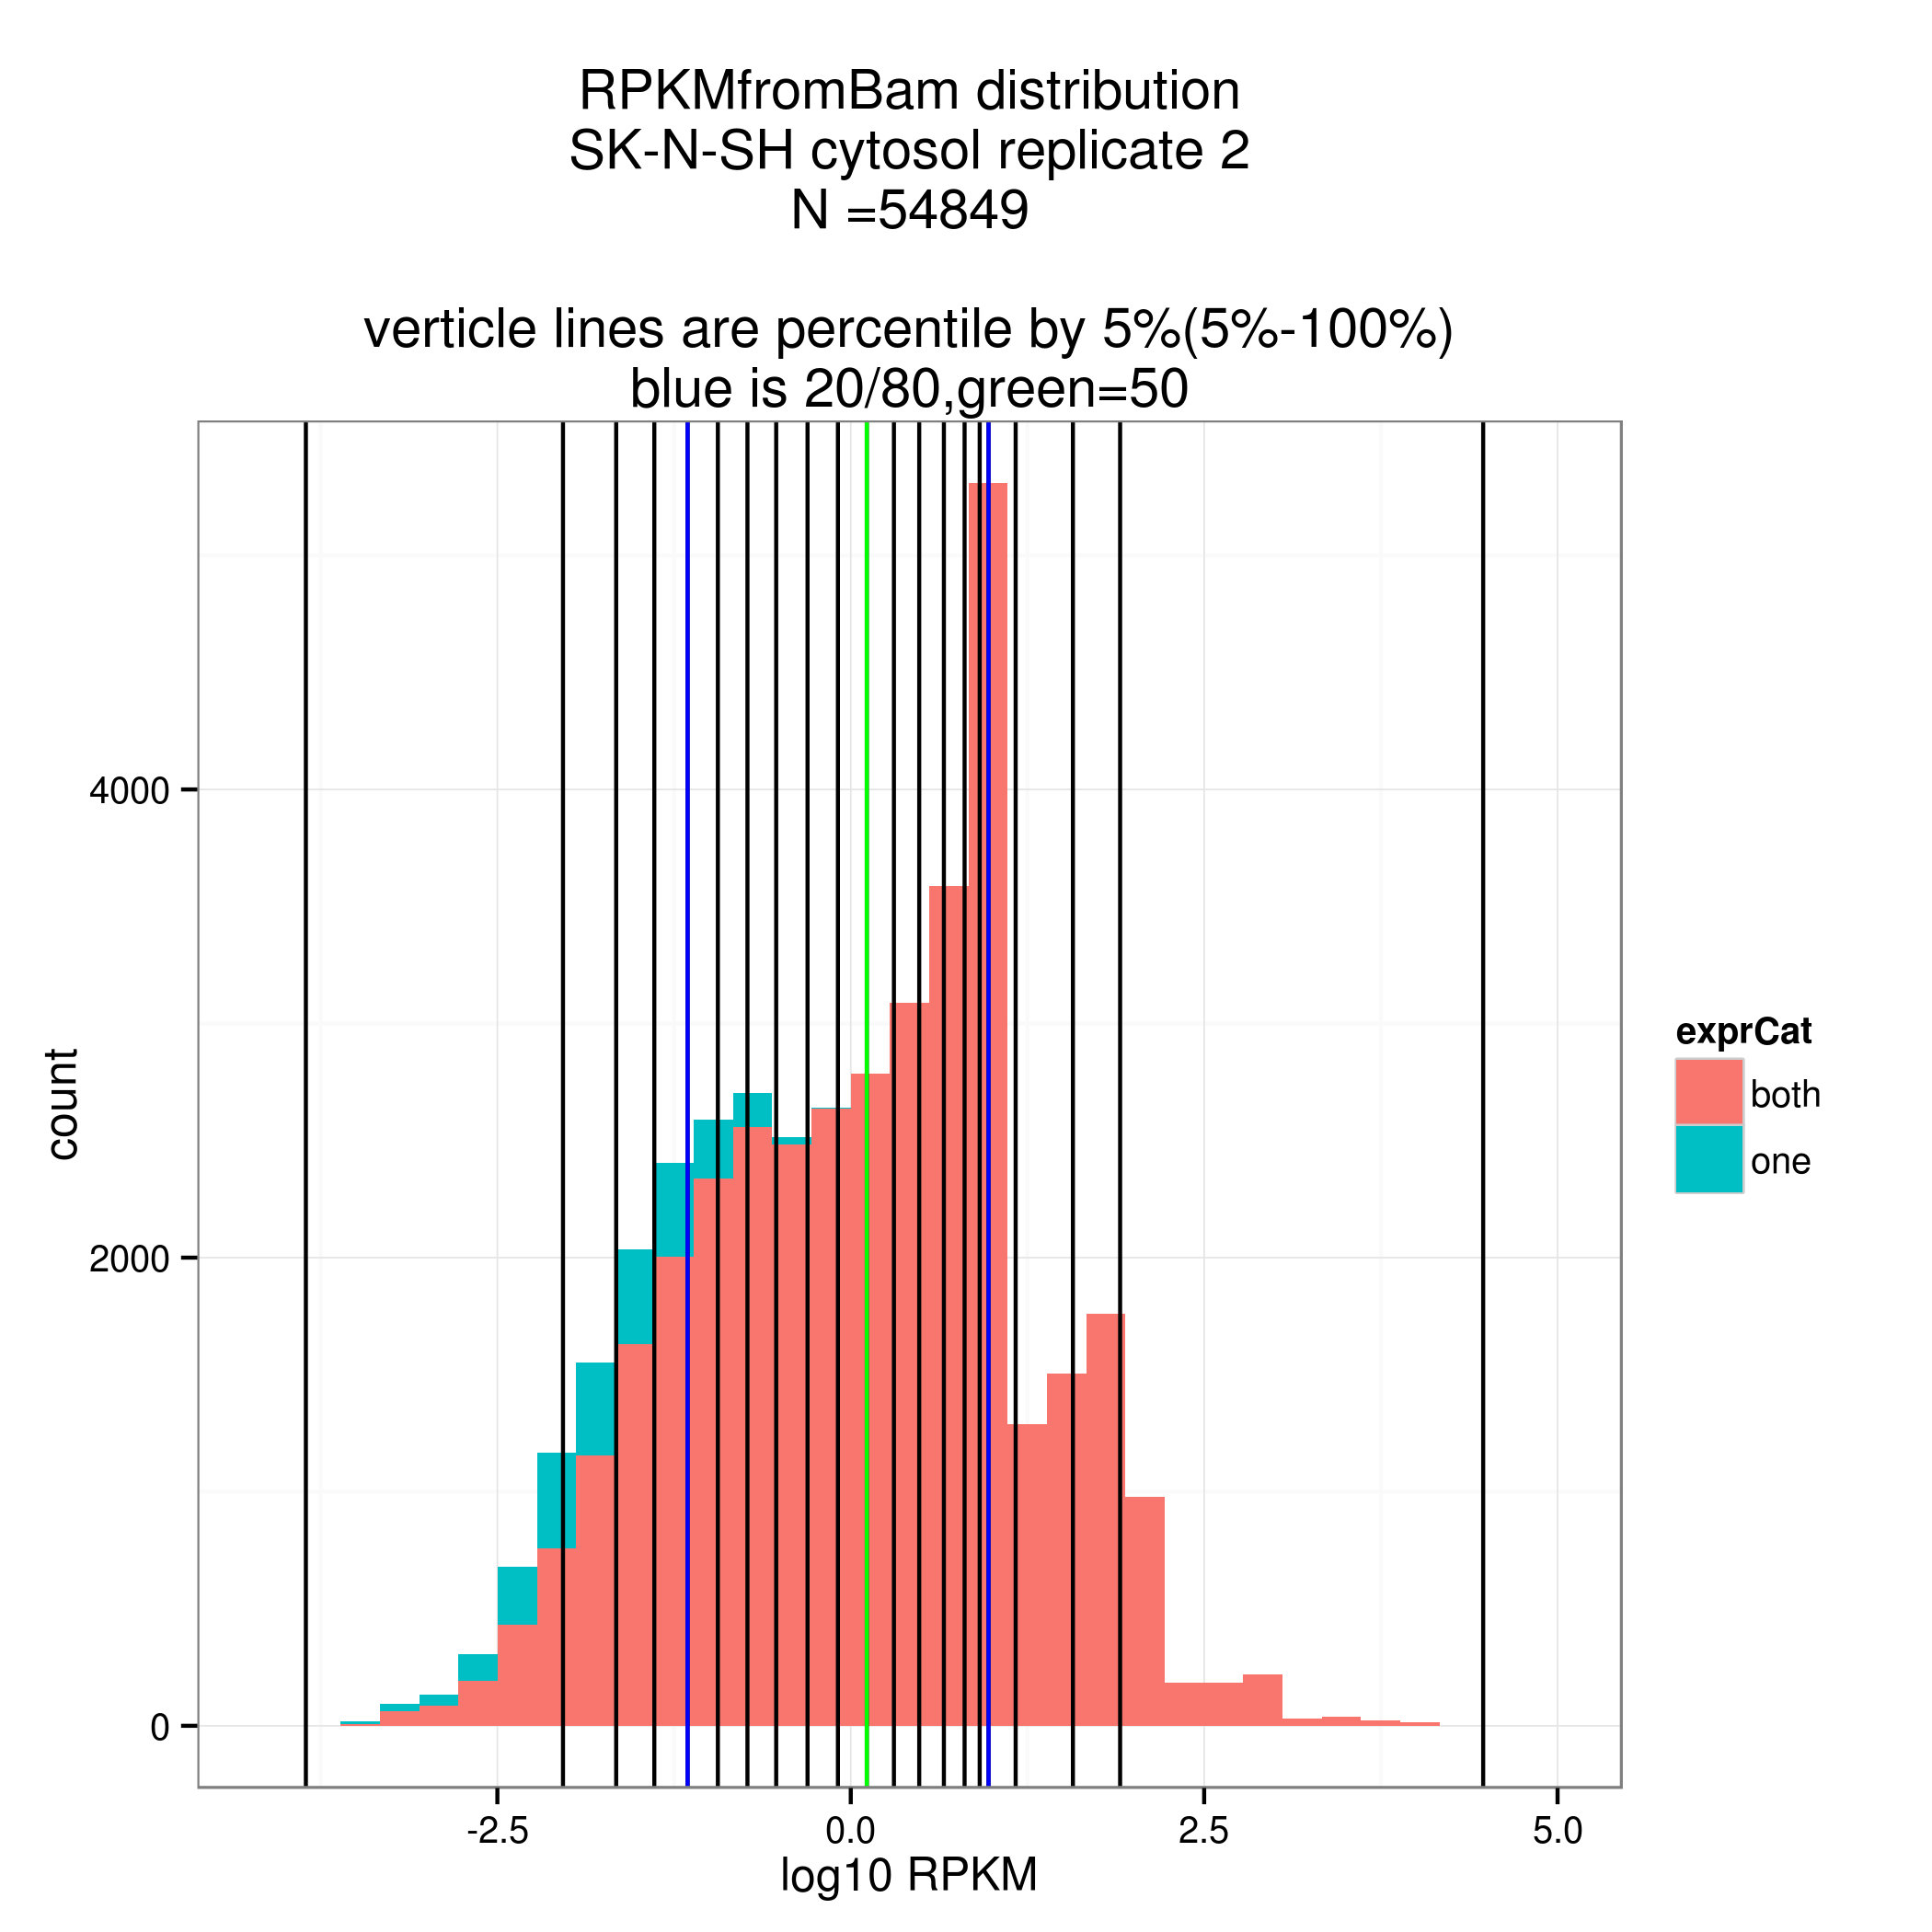 RPKMfromBam distribution
SK-N-SH cytosol replicate 2
N =54849
verticle lines are percentile by 5%(5%-100%)
blue is 20/80,green=50
4000
2000
0
count
-2.5
0.0
2.5
5.0
log10 RPKM
exprCat
both
one